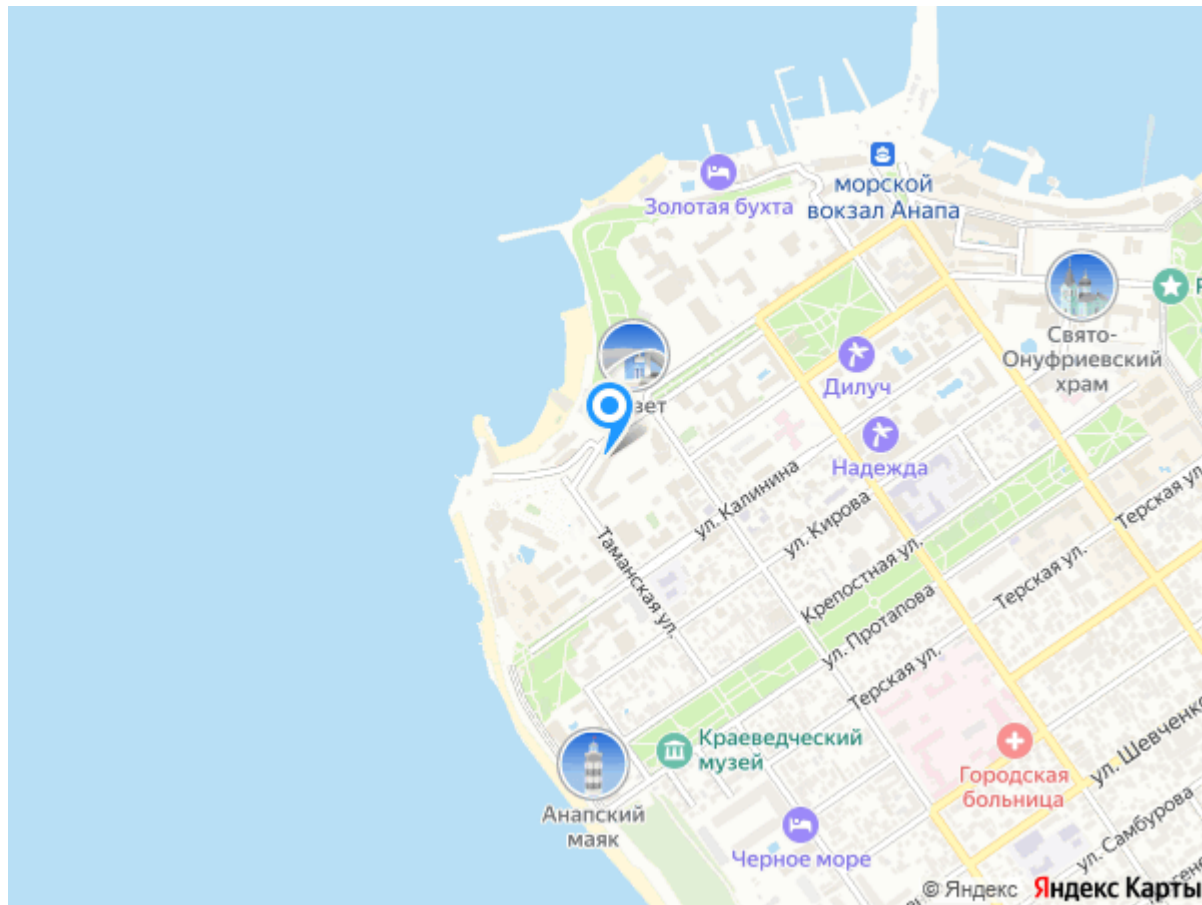 морской
вокзал Анапа
Золотая бухта
Свято-
Онуфриевский
храм
Дилуч
Надежда
ул. Калинина
ул. Кирова
Крепостная ул.
Терская ул.
Таманская ул.
ул. Протапова
Терская ул.
Терская ул.
Краеведческий
музей
Городская
больница
ул. Шевченко
Анапский
маяк
Черное море
ул. Самбурова
© Яндекс Яндекс Карты